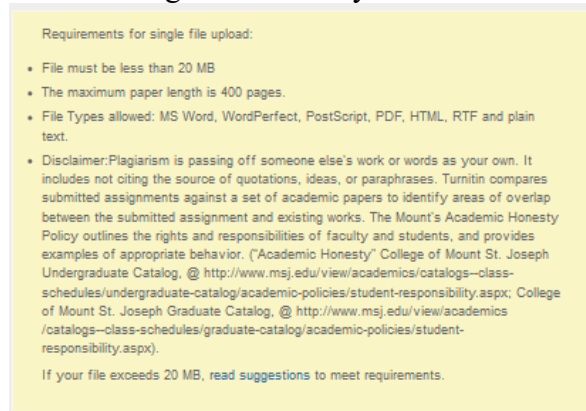 Requirements for single file upload:
• File must be less than 20 MB
• The maximum paper length is 400 pages.
• File Types allowed: MS Word, WordPerfect, PostScript, PDF, HTML, RTF and plain
text.
• Disclaimer:Plagiarism is passing off someone else's work or words as your own. It
includes not citing the source of quotations, ideas, or paraphrases. Turnitin compares
submitted assignments against a set of academic papers to identify areas of overlap
between the submitted assignment and existing works. The Mount's Academic Honesty
Policy outlines the rights and responsibilities of faculty and students, and provides
examples of appropriate behavior. ("Academic Honesty" College of Mount St. Joseph
Undergraduate Catalog, @ http://www.msj.edu/view/academics/catalogs--class-
schedules/undergraduate-catalog/academic-policies/student-responsibility.aspx; College
of Mount St. Joseph Graduate Catalog, @ http://www.msj.edu/view/academics
/catalogs--class-schedules/graduate-catalog/academic-policies/student-
responsibility.aspx).
If your file exceeds 20 MB, read suggestions to meet requirements.